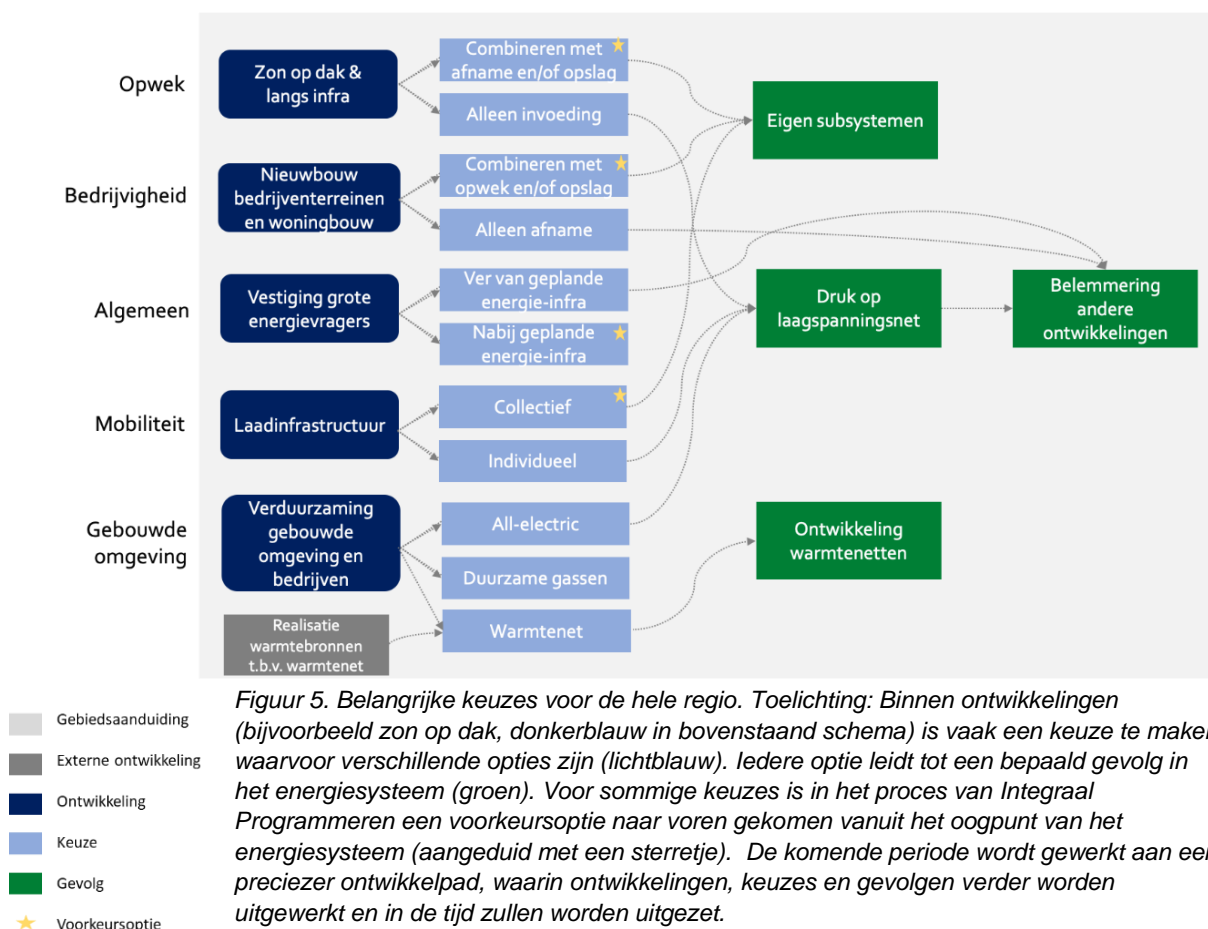 Opwek
Zon op dak &
langs infra
Combineren met
afname en/of opslag
Alleen invoeding
Eigen subsystemen
Bedrijvigheid
Nieuwbouw
bedrijventerreinen
en woningbouw
Combineren met
opwek en/of opslag
Alleen afname
Algemeen
Vestiging grote
energievragers
Ver van geplande
energie-infra
Nabij geplande
energie-infra
Druk op
laagspanningsnet
Belemmering
andere
ontwikkelingen
Mobiliteit
Laadinfrastructuur
Collectief
Individueel
Gebouwde
omgeving
Verduurzaming
gebouwde
omgeving en
bedrijven
All-electric
Duurzame gassen
Warmtenet
Ontwikkeling
warmtenetten
Realisatie
warmtebronnen
t.b.v. warmtenet
Gebiedsaanduiding
Externe ontwikkeling
Ontwikkeling
Keuze
Gevolg
Voorkeursoptie
Figuur 5. Belangrijke keuzes voor de hele regio. Toelichting: Binnen ontwikkelingen
(bijvoorbeeld zon op dak, donkerblauw in bovenstaand schema) is vaak een keuze te make
waarvoor verschillende opties zijn (lichtblauw). Iedere optie leidt tot een bepaald gevolg in
het energiesysteem (groen). Voor sommige keuzes is in het proces van Integraal
Programmeren een voorkeursoptie naar voren gekomen vanuit het oogpunt van het
energiesysteem (aangeduid met een sterretje). De komende periode wordt gewerkt aan ee
preciezer ontwikkelpad, waarin ontwikkelingen, keuzes en gevolgen verder worden
uitgewerkt en in de tijd zullen worden uitgezet.